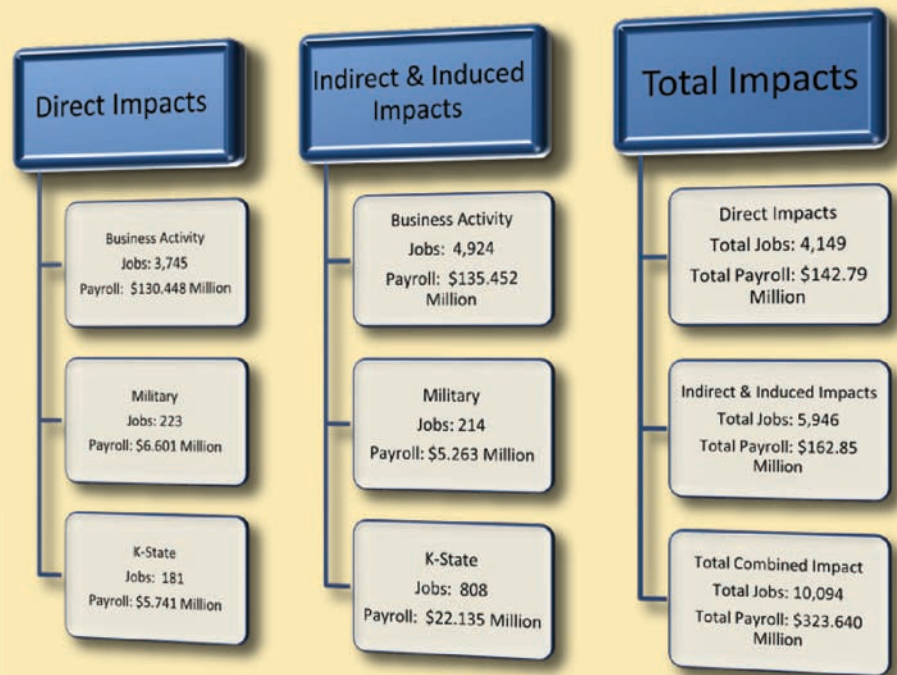 Direct Impacts
Business Activity
Jobs: 3,745
Payroll: $130.448 Million
Military
Jobs: 223
Payroll: $6.601 Million
K-State
Jobs: 181
Payroll: $5.741 Million
Indirect & Induced
Impacts
Business Activity
Jobs: 4,924
Payroll: $135.452
Million
Military
Jobs: 214
Payroll: $5.263 Million
K-State
Jobs: 808
Payroll: $22.135 Million
Total Impacts
Direct Impacts
Total Jobs: 4,149
Total Payroll: $142.79
Million
Indirect & Induced Impacts
Total Jobs: 5,946
Total Payroll: $162.85
Million
Total Combined Impact
Total Jobs: 10,094
Total Payroll: $323.640
Million